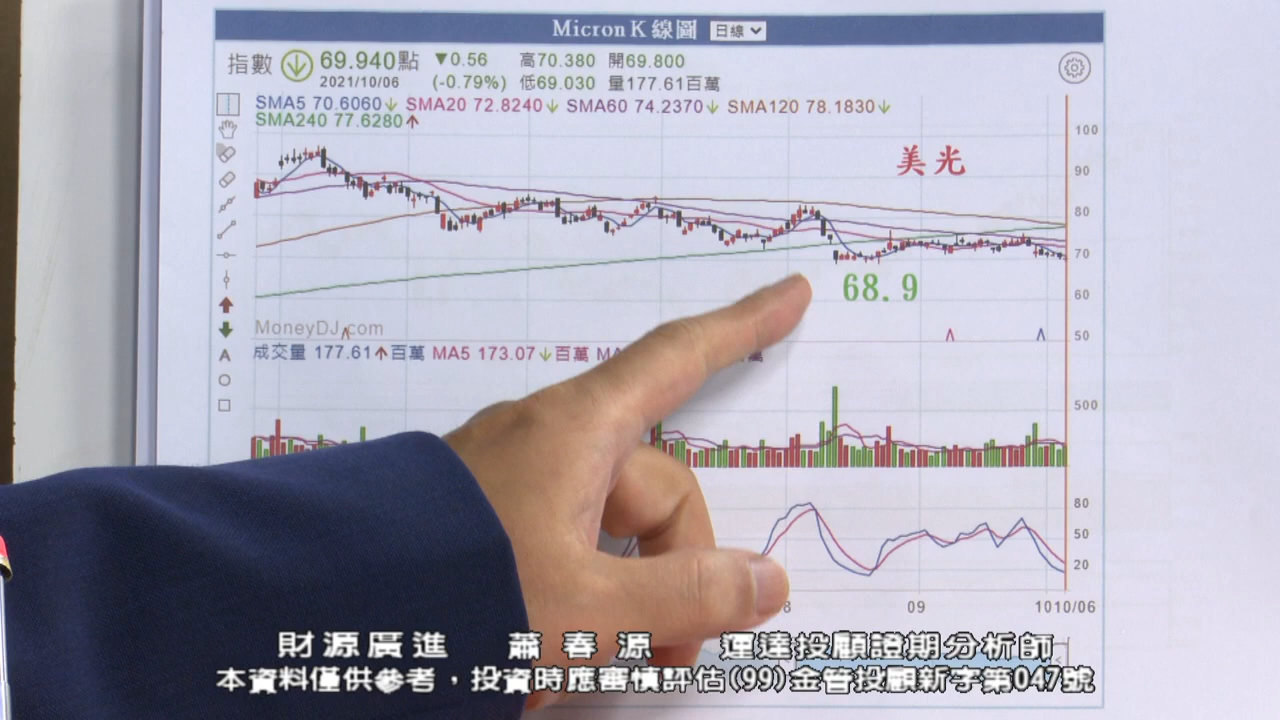 Micron K 線圖 日線
指數 69.940點 ▼0.56 高70.380 開69.800
2021/10/06 (-0.79%) 低69.030 量177.61百萬
SMA5 70.6060↓ SMA20 72.8240↓ SMA60 74.2370↓ SMA120 78.1830↓
SMA240 77.6280↑
100
美光
90
80
70
68.9
60
MoneyDJ.com
50
成交量 177.61↑百萬 MA5 173.07↓百萬 MA
500
80
50
20
8 09 1010/06
財源廣進 蕭春源 運達投顧證期分析師
本資料僅供參考，投資時應審慎評估(99)金管投顧新字第047號